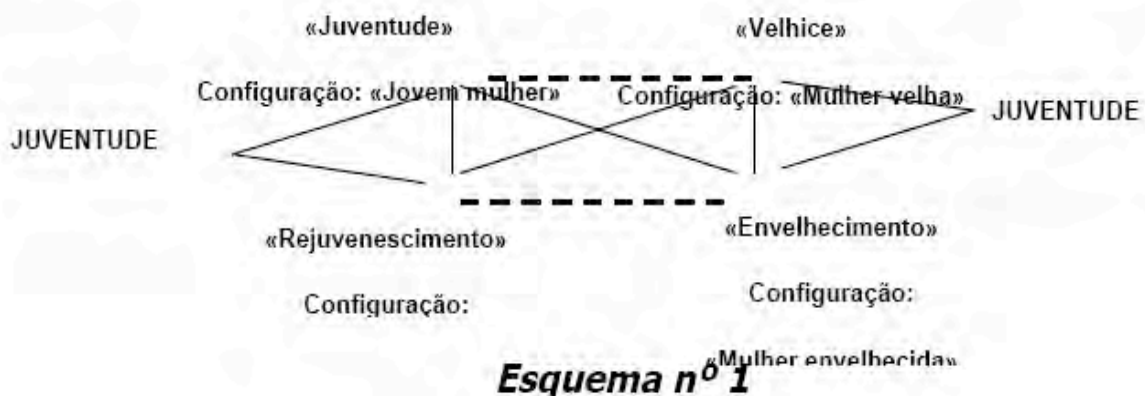 «Juventude» «Velhice»
Configuração: «Jovem mulher» Configuração: «Mulher velha»
JUVENTUDE JUVENTUDE
«Rejuvenescimento» «Envelhecimento»
Configuração: Configuração:
«Mulher envelhecida»
Esquema nº 1